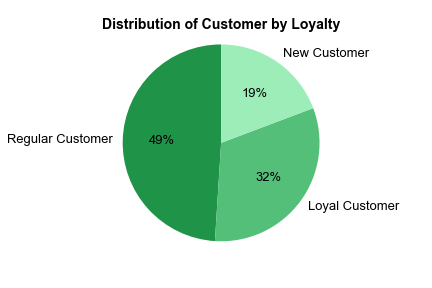 Distribution of Customer by Loyalty
New Customer
19%
Regular Customer
49%
32%
Loyal Customer